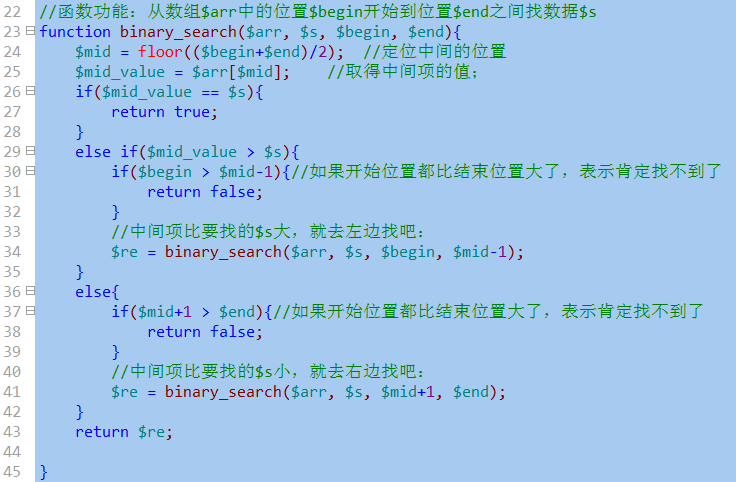 22 //函数功能：从数组$arr中的位置$begin开始到位置$end之间找数据$s
23 function binary_search($arr, $s, $begin, $end){
24     $mid = floor(($begin+$end)/2);  //定位中间的位置
25     $mid_value = $arr[$mid];    //取得中间项的值；
26     if($mid_value == $s){
27         return true;
28     }
29     else if($mid_value > $s){
30         if($begin > $mid-1){//如果开始位置都比结束位置大了，表示肯定找不到了
31             return false;
32         }
33         //中间项比要找的$s大，就去左边找吧：
34         $re = binary_search($arr, $s, $begin, $mid-1);
35     }
36     else{
37         if($mid+1 > $end){//如果开始位置都比结束位置大了，表示肯定找不到了
38             return false;
39         }
40         //中间项比要找的$s小，就去右边找吧：
41         $re = binary_search($arr, $s, $mid+1, $end);
42     }
43     return $re;
44
45 }